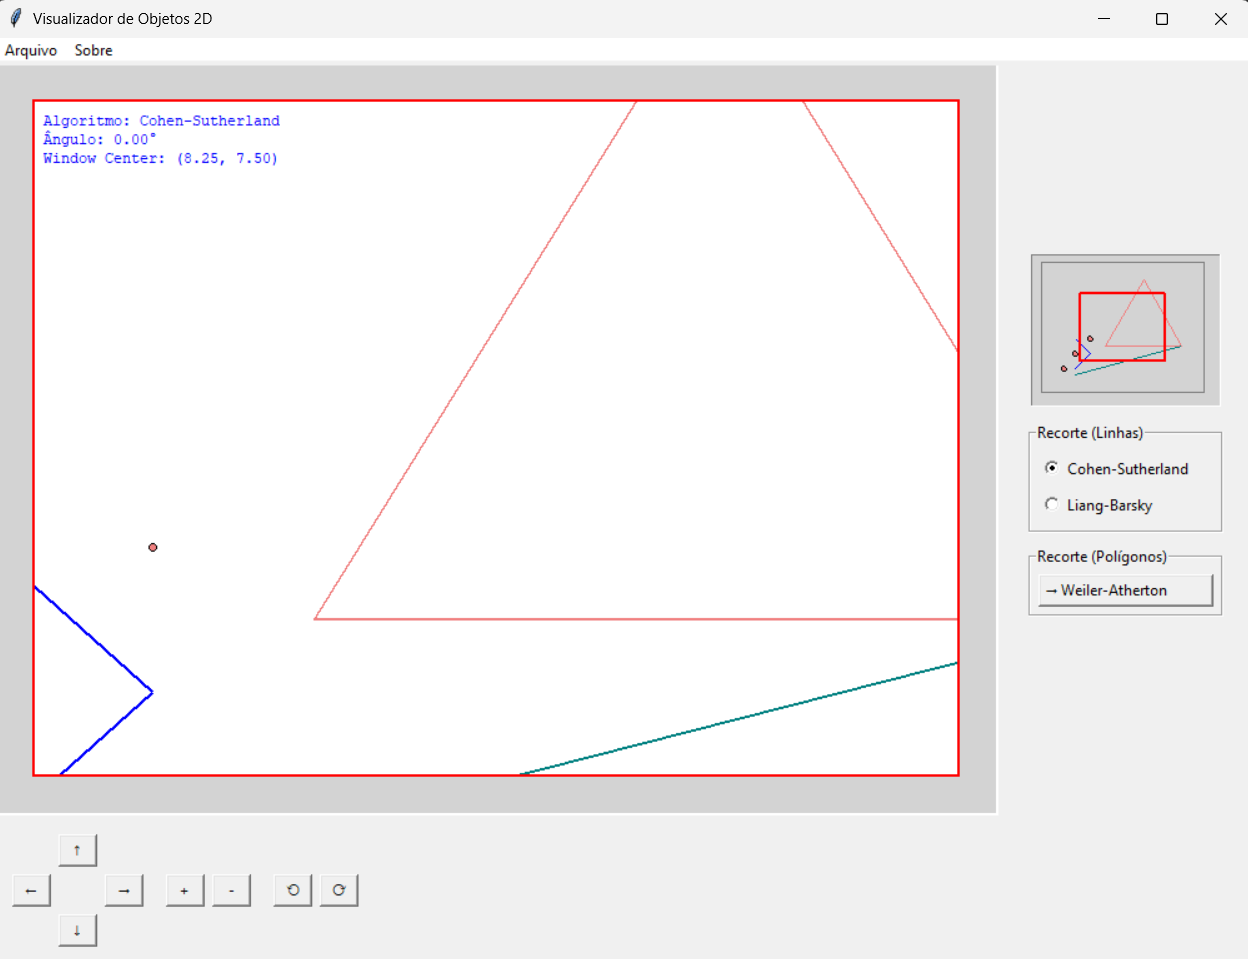 Visualizador de Objetos 2D
Arquivo Sobre
Algoritmo: Cohen-Sutherland
Ângulo: 0.00°
Window Center: (8.25, 7.50)
Recorte (Linhas)
Cohen-Sutherland
Liang-Barsky
Recorte (Polígonos)
→ Weiler-Atherton
↑
← → + - ↺ ↻
↓